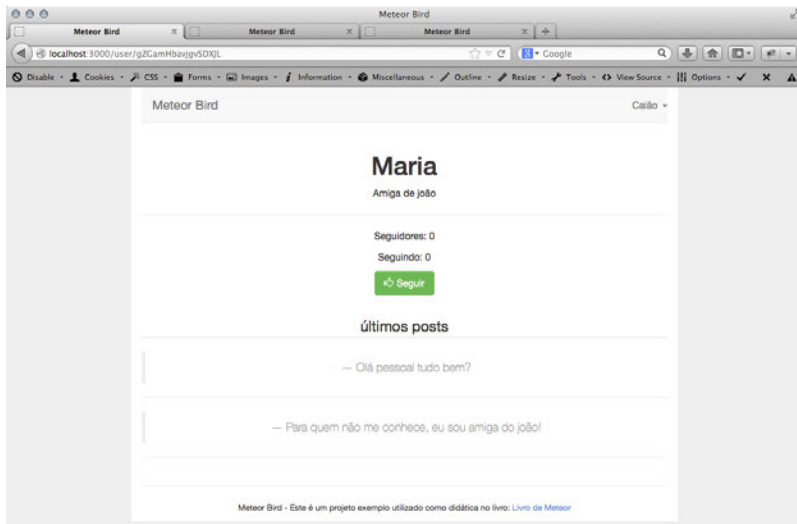 Meteor Bird
Meteor Bird
Meteor Bird
Meteor Bird
localhost:3000/user/gZGamHbavjgvSDXJL
Google
Disable Cookies CSS Forms Images Information Miscellaneous Outline Resize Tools View Source Options
Meteor Bird
Caião
Maria
Amiga de joão
Seguidores: 0
Seguindo: 0
Seguir
últimos posts
— Olá pessoal tudo bem?
— Para quem não me conhece, eu sou amiga do joão!
Meteor Bird - Este é um projeto exemplo utilizado como didática no livro: Livro de Meteor